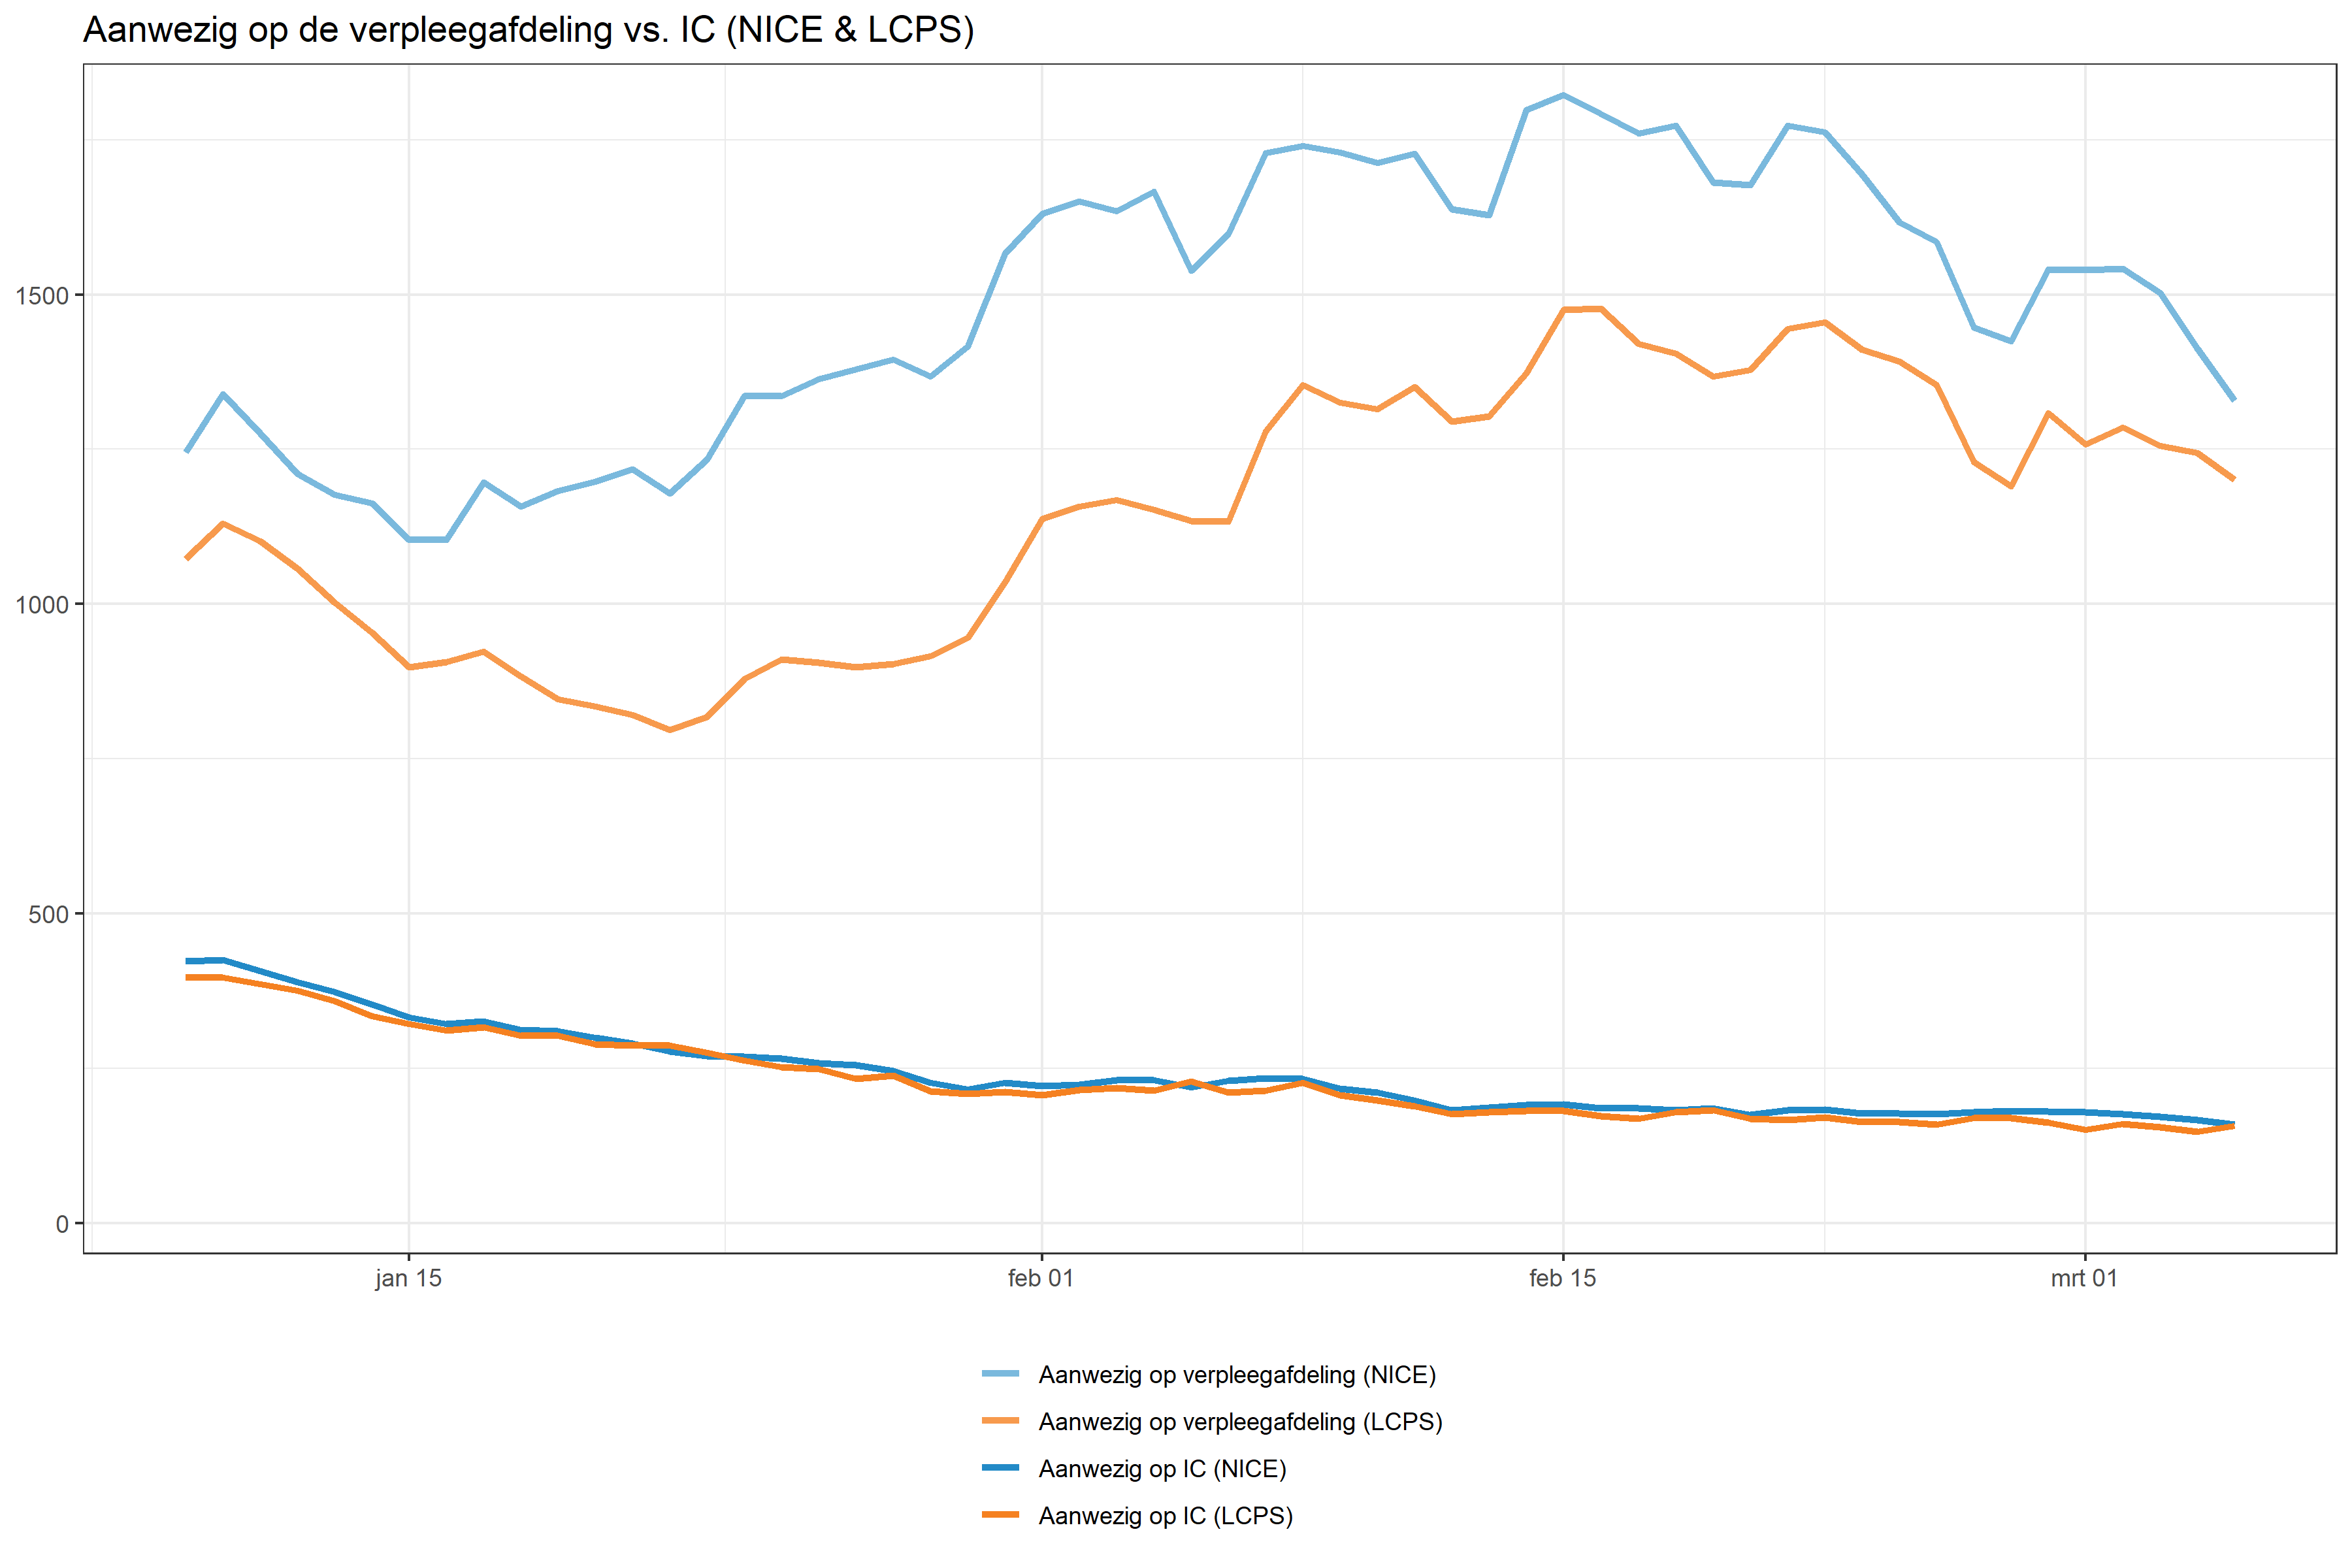 Aanwezig op de verpleegafdeling vs. IC (NICE & LCPS)
1500
1000
500
0
jan 15 feb 01 feb 15 mrt 01
Aanwezig op verpleegafdeling (NICE)
Aanwezig op verpleegafdeling (LCPS)
Aanwezig op IC (NICE)
Aanwezig op IC (LCPS)